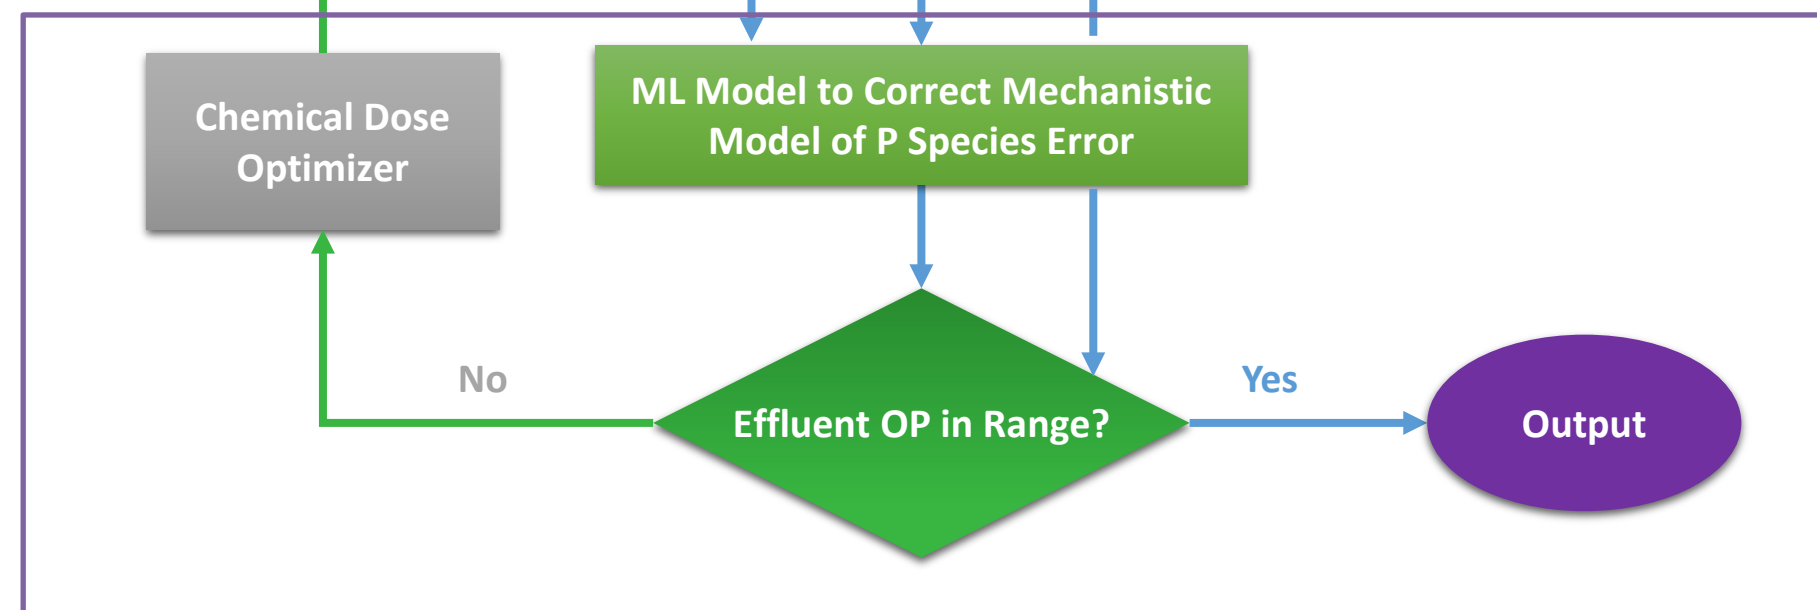 Chemical Dose
Optimizer
ML Model to Correct Mechanistic
Model of P Species Error
No
Effluent OP in Range?
Yes
Output